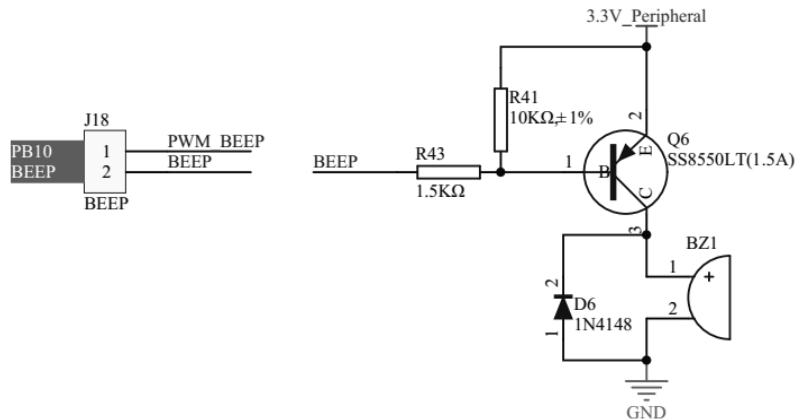 3.3V_Peripheral
R41
10KΩ,±1%
J18
PB10 1 PWM_BEEP
BEEP 2 BEEP
BEEP
BEEP
R43
1.5KΩ
1
B
2
E
C
3
Q6
SS8550LT(1.5A)
BZ1
1
+
2
2
D6
1N4148
1
GND